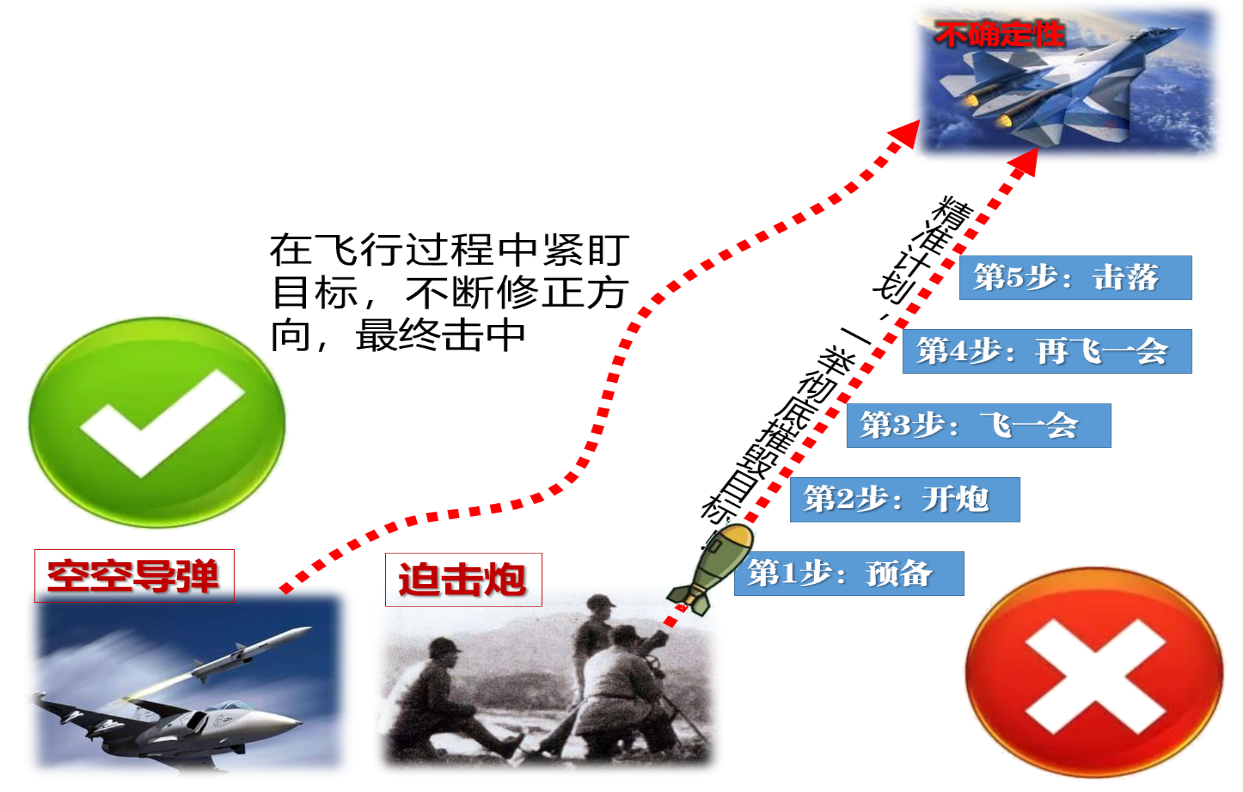 不确定性
在飞行过程中紧盯
目标，不断修正方
向，最终击中
精准计划，一举彻底摧毁目标！
第5步：击落
第4步：再飞一会
第3步：飞一会
第2步：开炮
第1步：预备
空空导弹
迫击炮